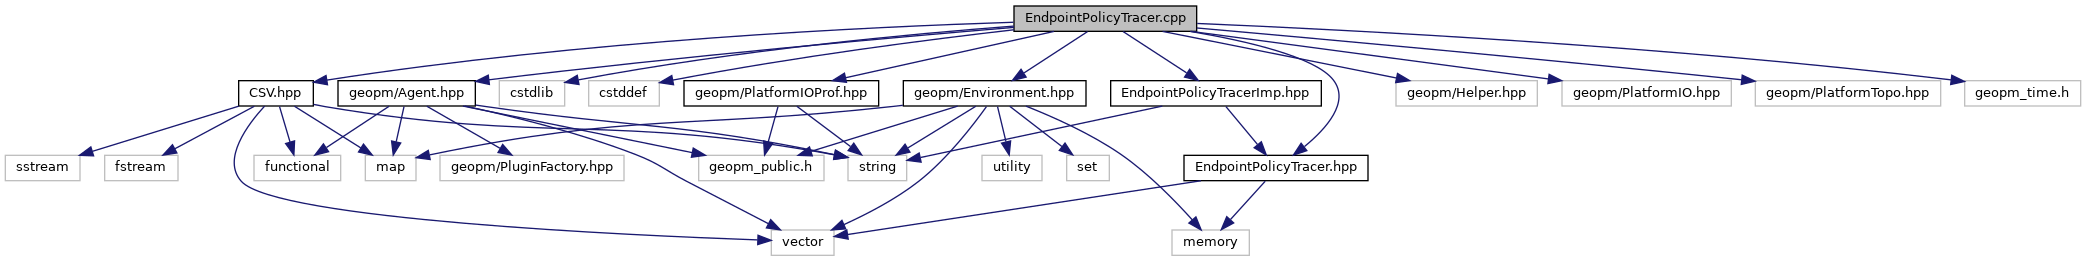 EndpointPolicyTracer.cpp
CSV.hpp
geopm/Agent.hpp
cstdlib
cstddef
geopm/PlatformIOProf.hpp
geopm/Environment.hpp
EndpointPolicyTracerImp.hpp
geopm/Helper.hpp
geopm/PlatformIO.hpp
geopm/PlatformTopo.hpp
geopm_time.h
sstream
fstream
functional
map
geopm/PluginFactory.hpp
geopm_public.h
string
utility
set
EndpointPolicyTracer.hpp
vector
memory